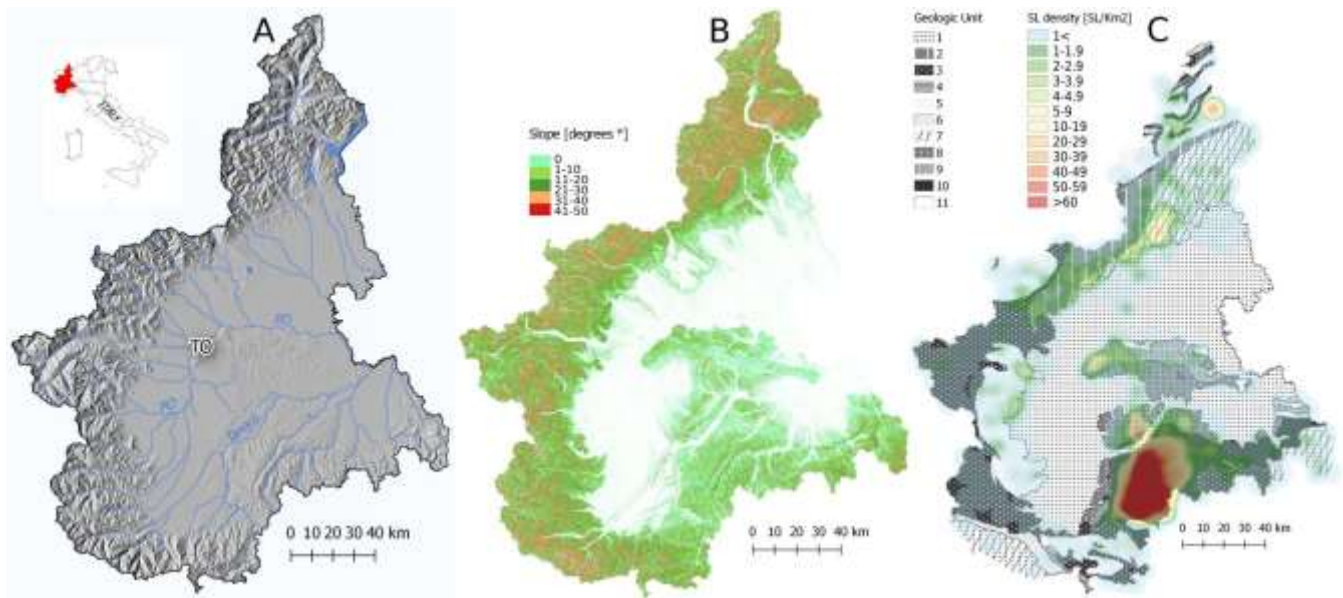 A
ITALY
TO
PO
PO
0 10 20 30 40 km
B
Slope [degrees °]
0
1-10
11-20
21-30
31-40
41-50
0 10 20 30 40 km
C
Geologic Unit
1
2
3
4
5
6
7
8
9
10
11
SL density [SL/Km2]
1<
1-1.9
2-2.9
3-3.9
4-4.9
5-9
10-19
20-29
30-39
40-49
50-59
>60
0 10 20 30 40 km